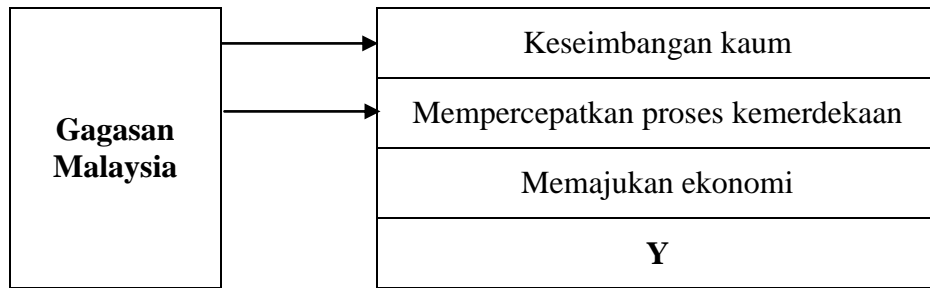 Gagasan
Malaysia
Keseimbangan kaum
Mempercepatkan proses kemerdekaan
Memajukan ekonomi
Y